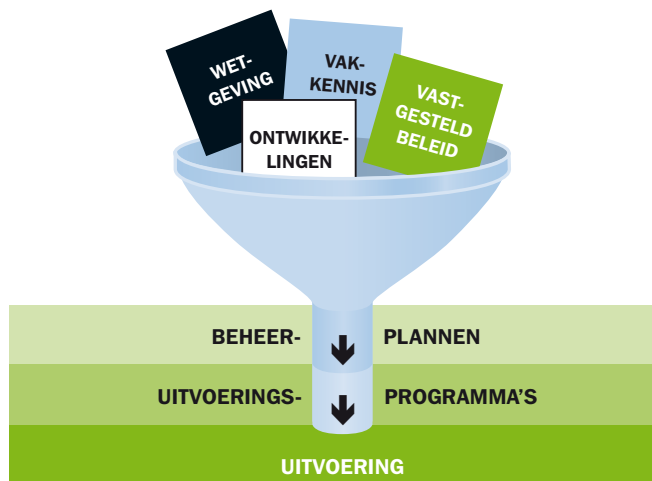 WET-
GEVING
VAK-
KENNIS
VAST-
GESTELD
BELEID
ONTWIKKE-
LINGEN
BEHEER- PLANNEN
UITVOERINGS- PROGRAMMA'S
UITVOERING